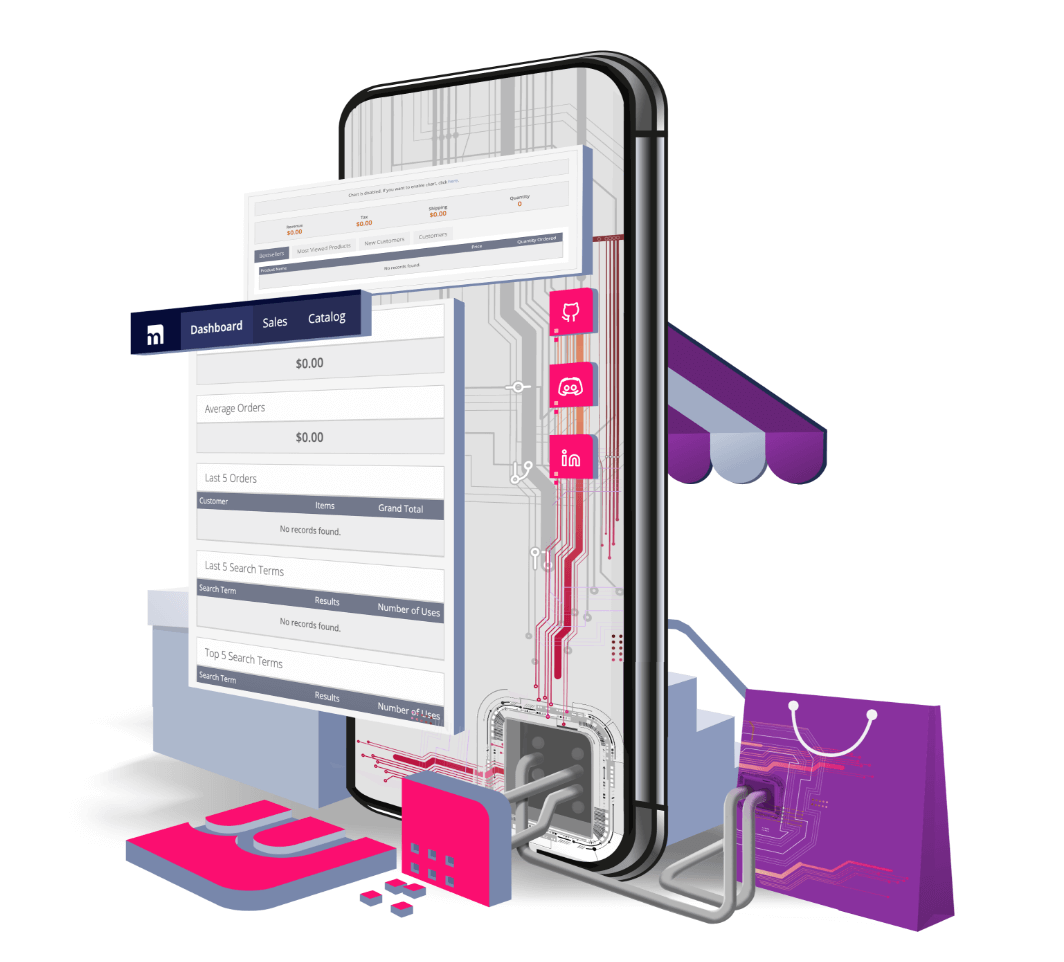 Chart is disabled. If you want to enable chart, click here.
Revenue Tax Shipping Quantity
$0.00 $0.00 $0.00 0
Bestsellers Most Viewed Products New Customers Customers
Product Name Price Quantity Ordered
No records found.
m Dashboard Sales Catalog
$0.00
Average Orders
$0.00
Last 5 Orders
Customer Items Grand Total
No records found.
Last 5 Search Terms
Search Term Results Number of Uses
No records found.
Top 5 Search Terms
Search Term Results Number of Uses
in